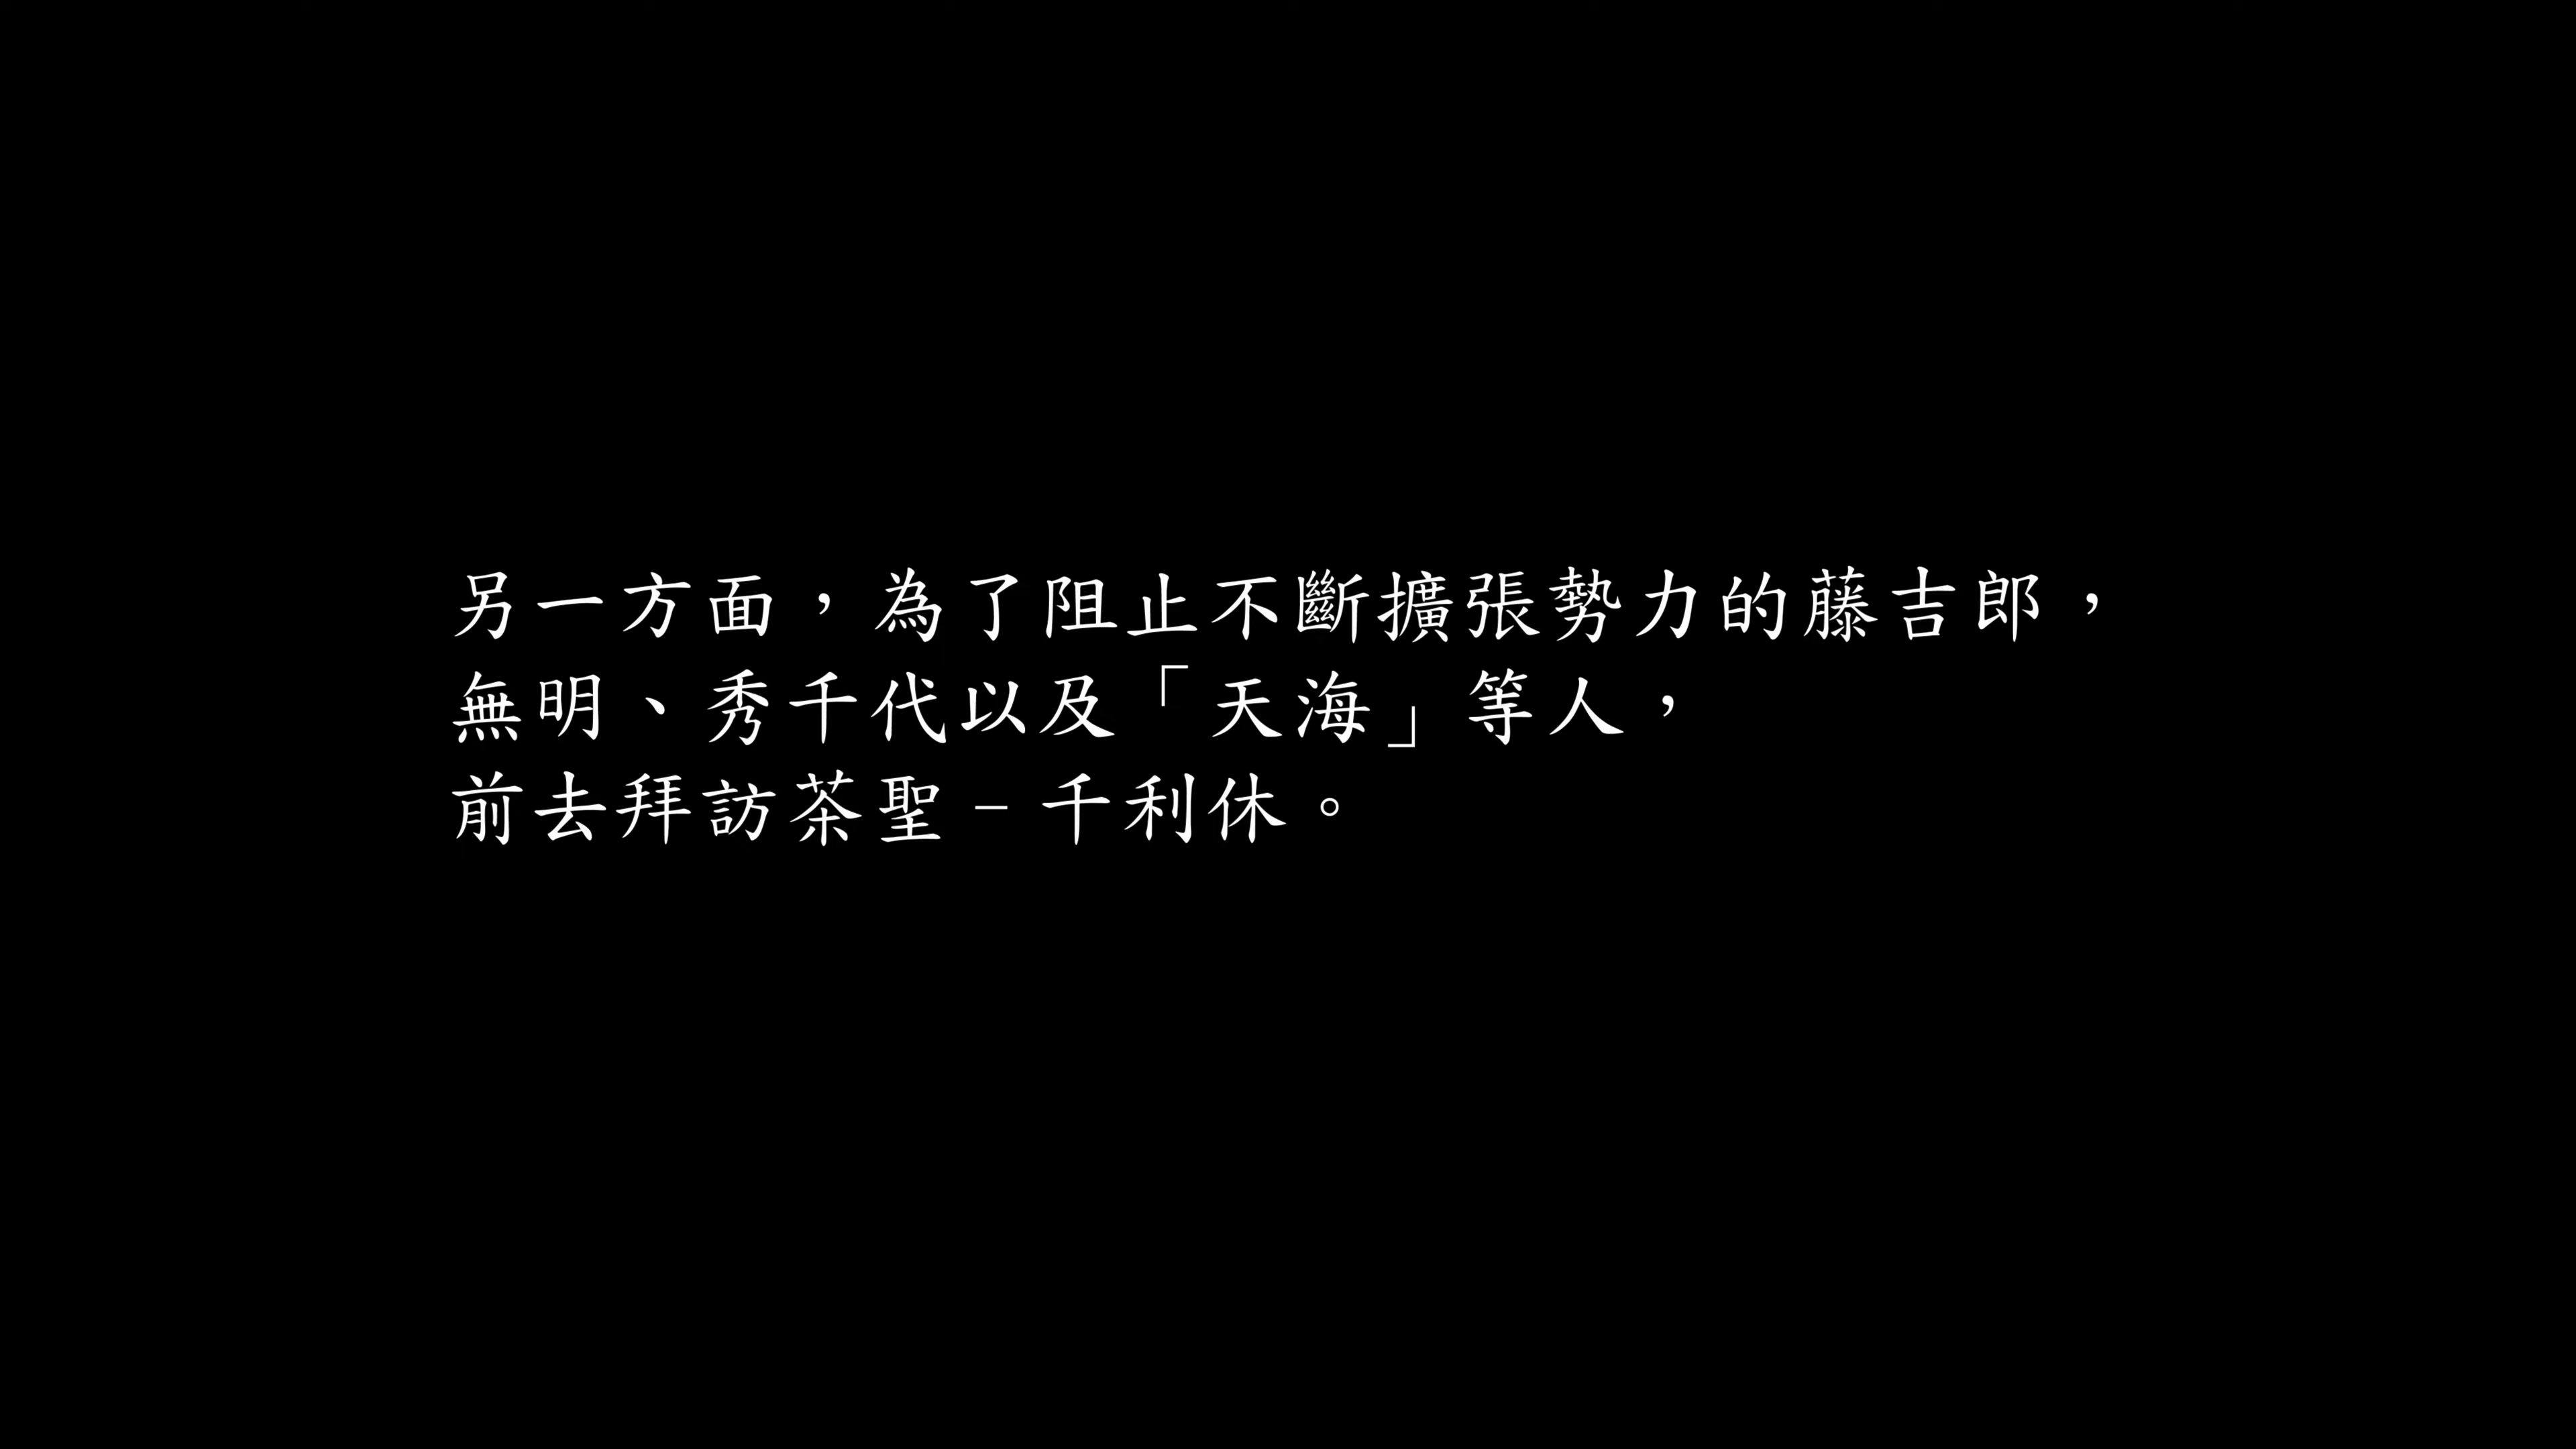 另一方面，為了阻止不斷擴張勢力的藤吉郎，
無明、秀千代以及「天海」等人，
前去拜訪茶聖－千利休。